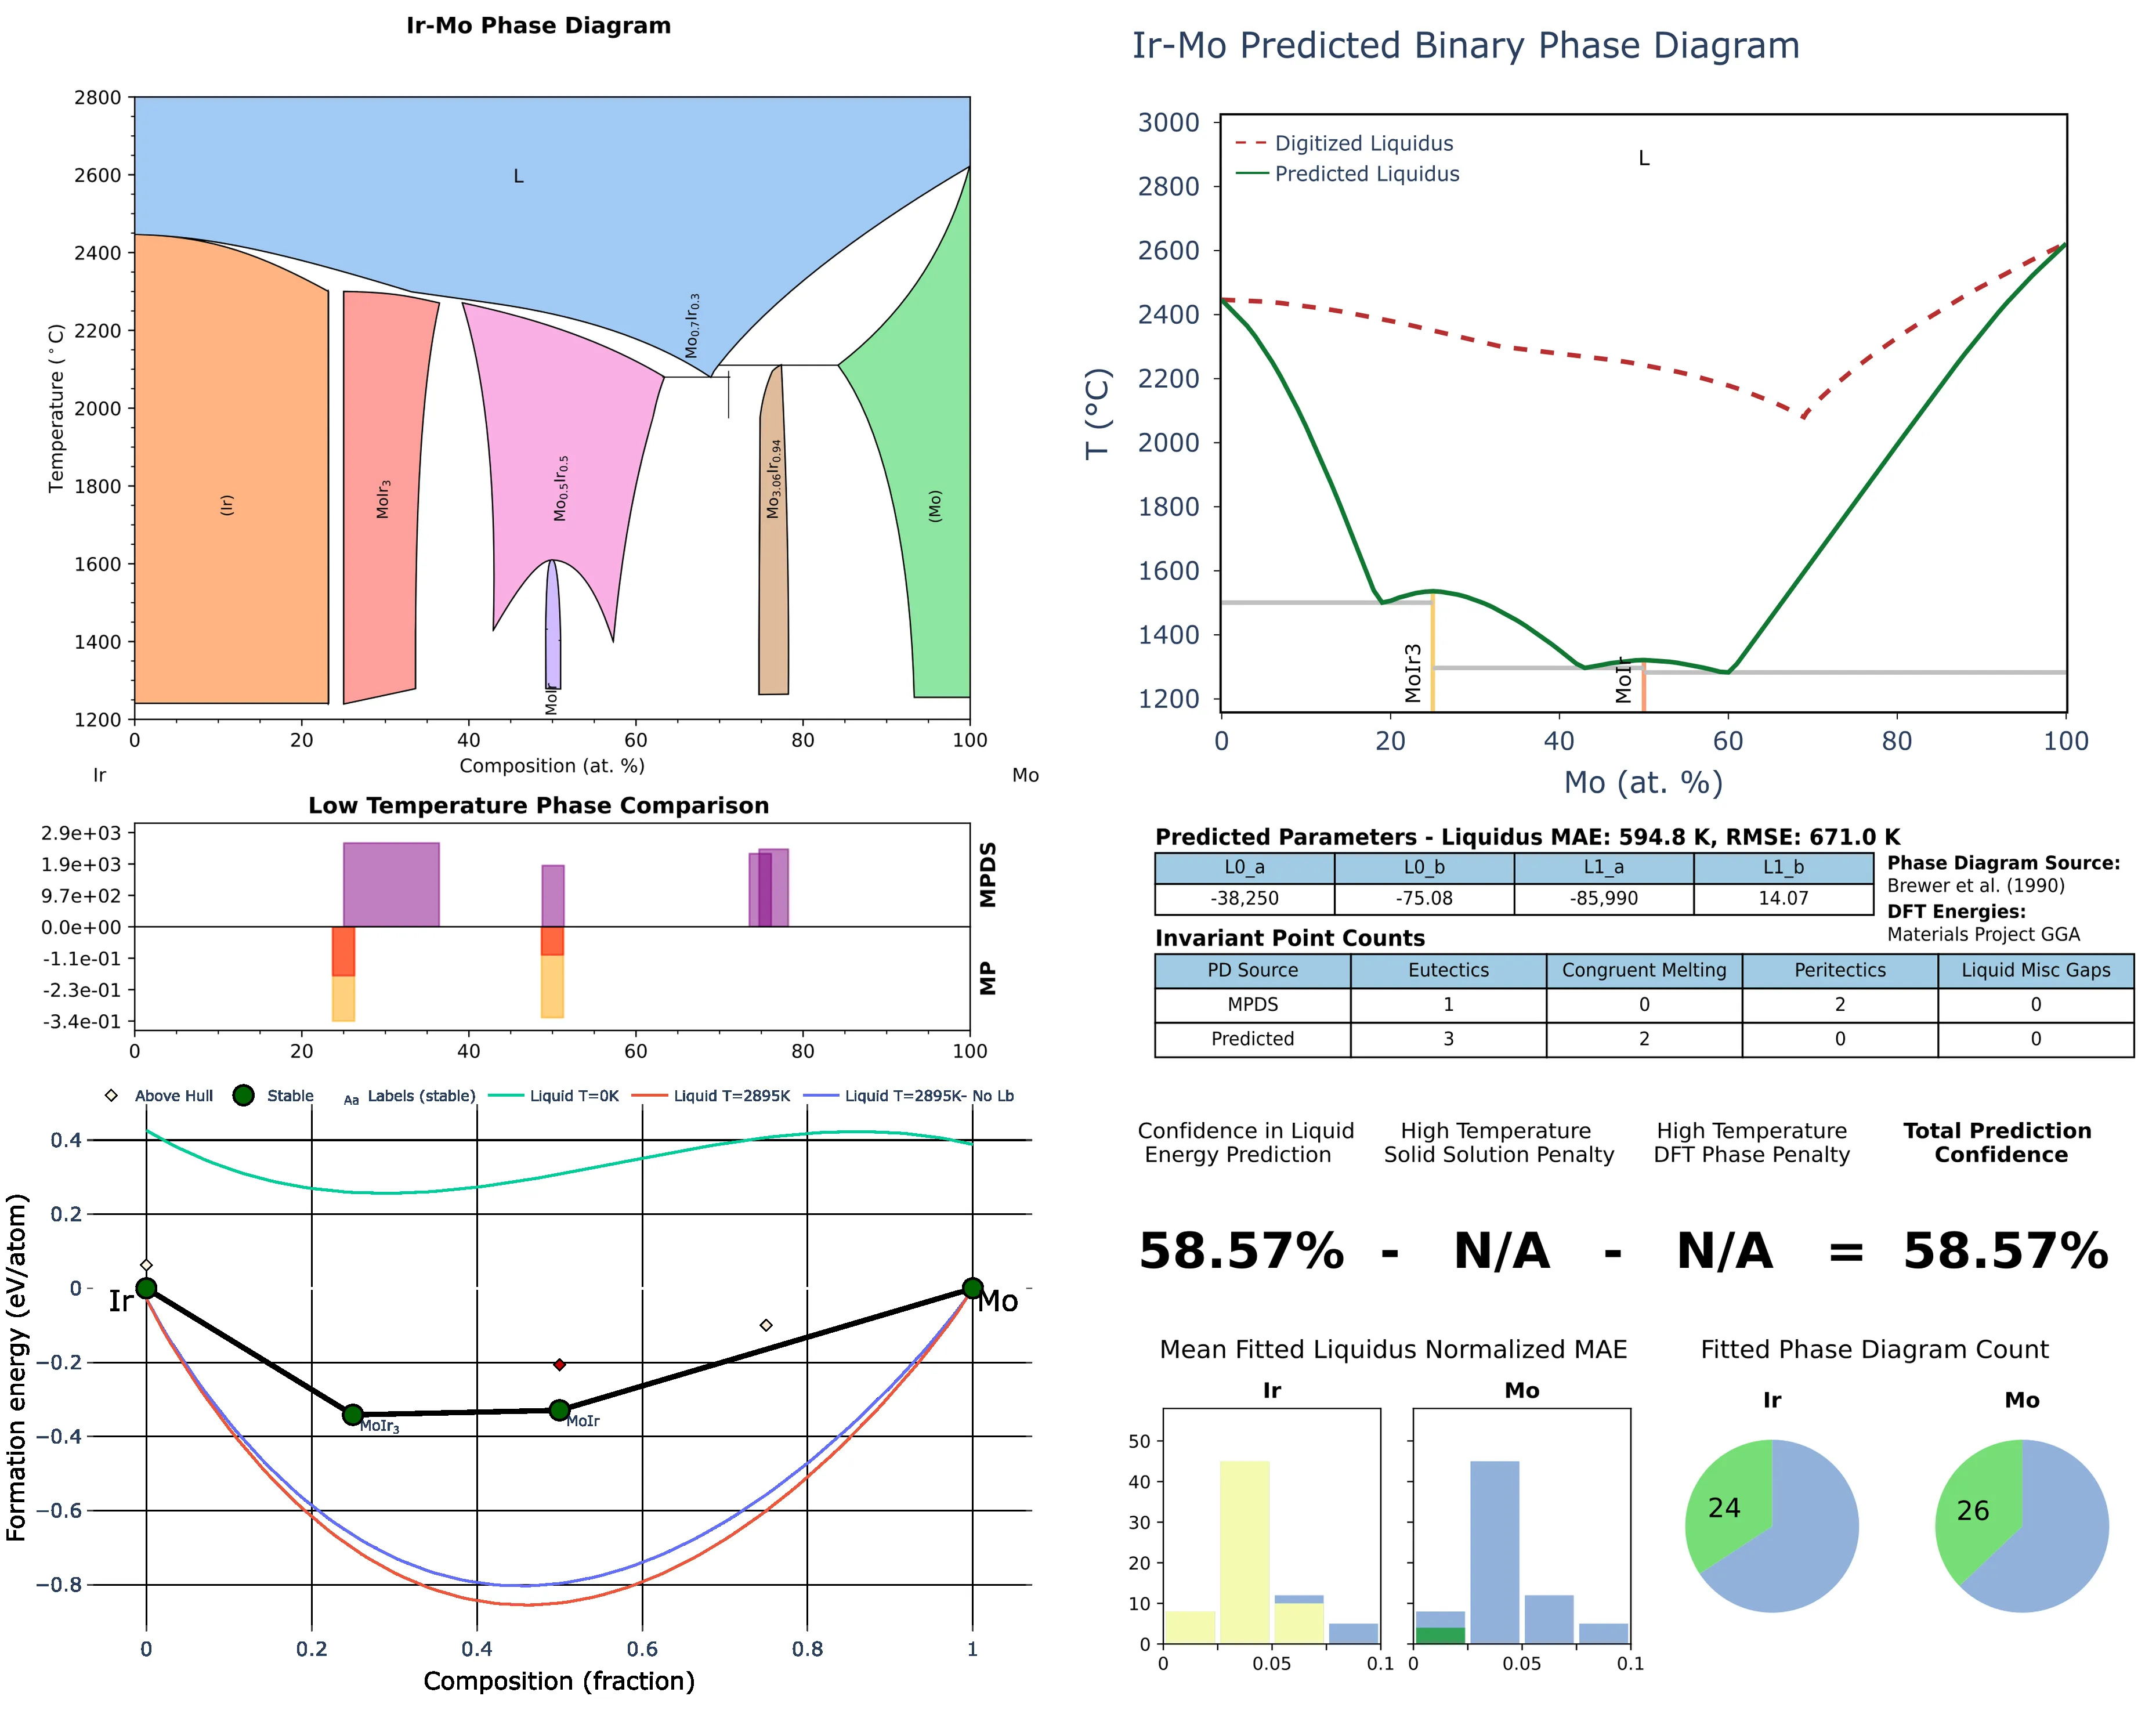 Ir-Mo Phase Diagram
2800
2600
2400
2200
2000
1800
1600
1400
1200
Temperature (°C)
L
(Ir)
MoIr3
Mo0.5Ir0.5
MoIr
Mo0.7Ir0.3
Mo3.06Ir0.94
(Mo)
0 20 40 60 80 100
Composition (at. %)
Ir Mo
Low Temperature Phase Comparison
2.9e+03
1.9e+03
9.7e+02
0.0e+00
-1.1e-01
-2.3e-01
-3.4e-01
MPDS
MP
0 20 40 60 80 100
Above Hull Stable Aa Labels (stable) Liquid T=0K Liquid T=2895K Liquid T=2895K- No Lb
0.4
0.2
0
−0.2
−0.4
−0.6
−0.8
Formation energy (eV/atom)
Ir
Mo
MoIr3
MoIr
0 0.2 0.4 0.6 0.8 1
Composition (fraction)
Ir-Mo Predicted Binary Phase Diagram
3000
2800
2600
2400
2200
2000
1800
1600
1400
1200
T (°C)
Digitized Liquidus
Predicted Liquidus
L
MoIr3
MoIr
0 20 40 60 80 100
Mo (at. %)
Predicted Parameters - Liquidus MAE: 594.8 K, RMSE: 671.0 K
L0_a L0_b L1_a L1_b
-38,250 -75.08 -85,990 14.07
Phase Diagram Source:
Brewer et al. (1990)
DFT Energies:
Materials Project GGA
Invariant Point Counts
PD Source Eutectics Congruent Melting Peritectics Liquid Misc Gaps
MPDS 1 0 2 0
Predicted 3 2 0 0
Confidence in Liquid
Energy Prediction
High Temperature
Solid Solution Penalty
High Temperature
DFT Phase Penalty
Total Prediction
Confidence
58.57% - N/A - N/A = 58.57%
Mean Fitted Liquidus Normalized MAE
Ir
Mo
50
40
30
20
10
0
0 0.05 0.1
0 0.05 0.1
Fitted Phase Diagram Count
Ir
Mo
24
26